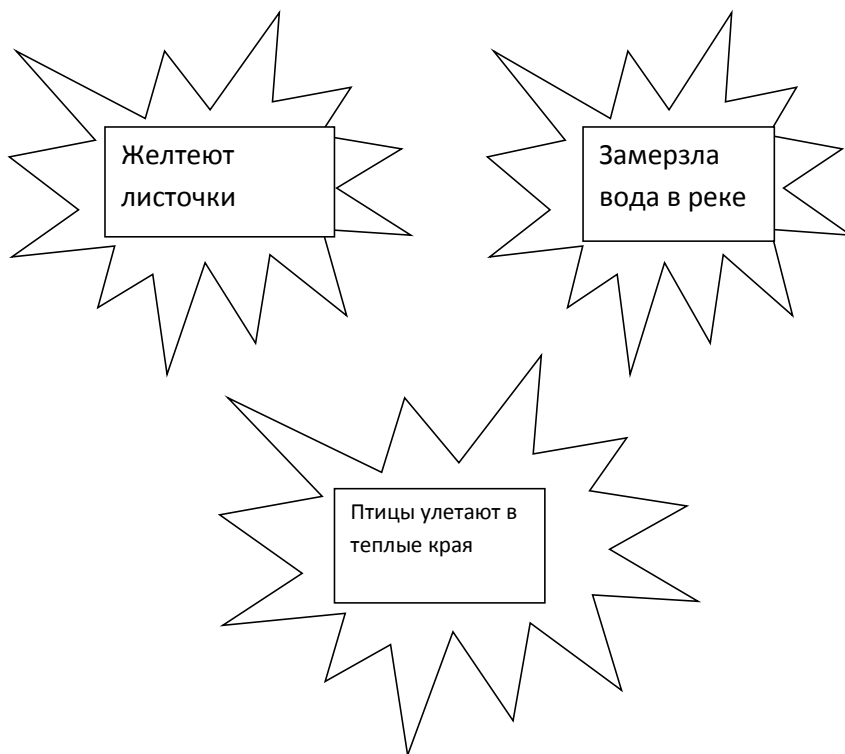 Желтеют
листочки
Замерзла
вода в реке
Птицы улетают в
теплые края